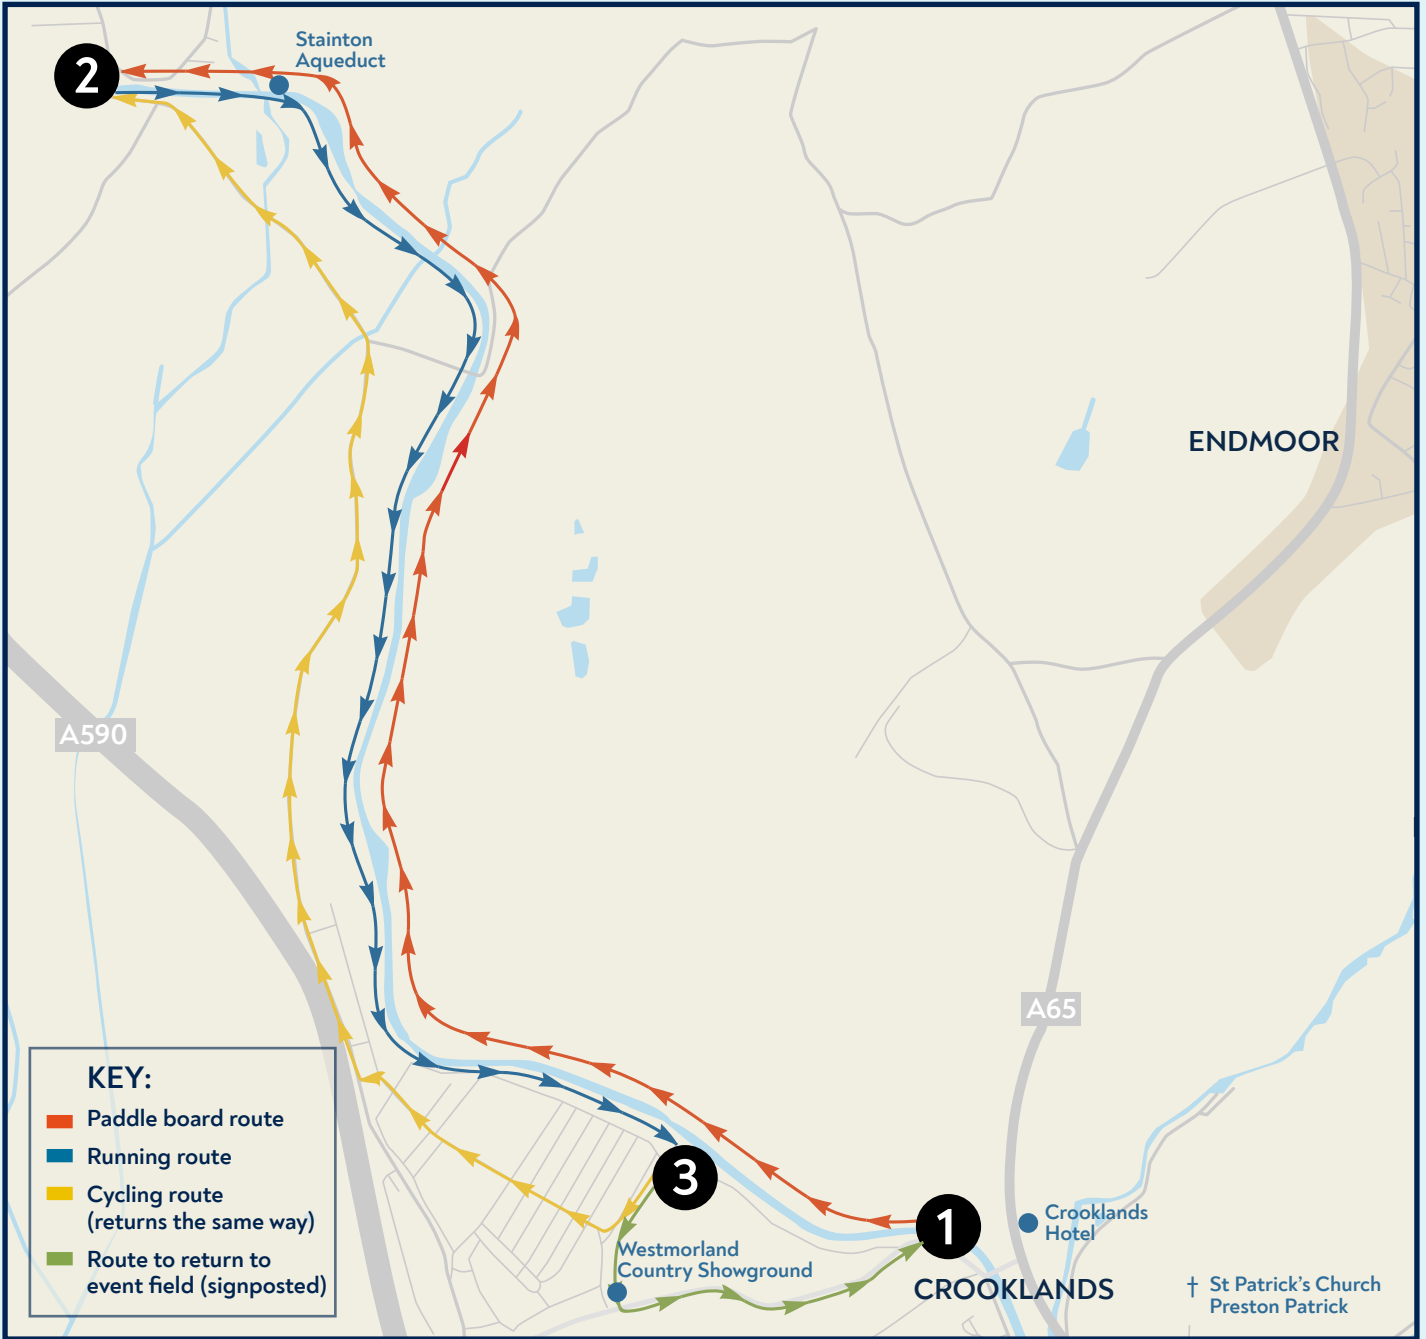 Stainton
Aqueduct
2
ENDMOOR
A590
A65
KEY:
Paddle board route
Running route
Cycling route
(returns the same way)
Route to return to
event field (signposted)
3
1
Crooklands
Hotel
Westmorland
Country Showground
CROOKLANDS
† St Patrick's Church
Preston Patrick